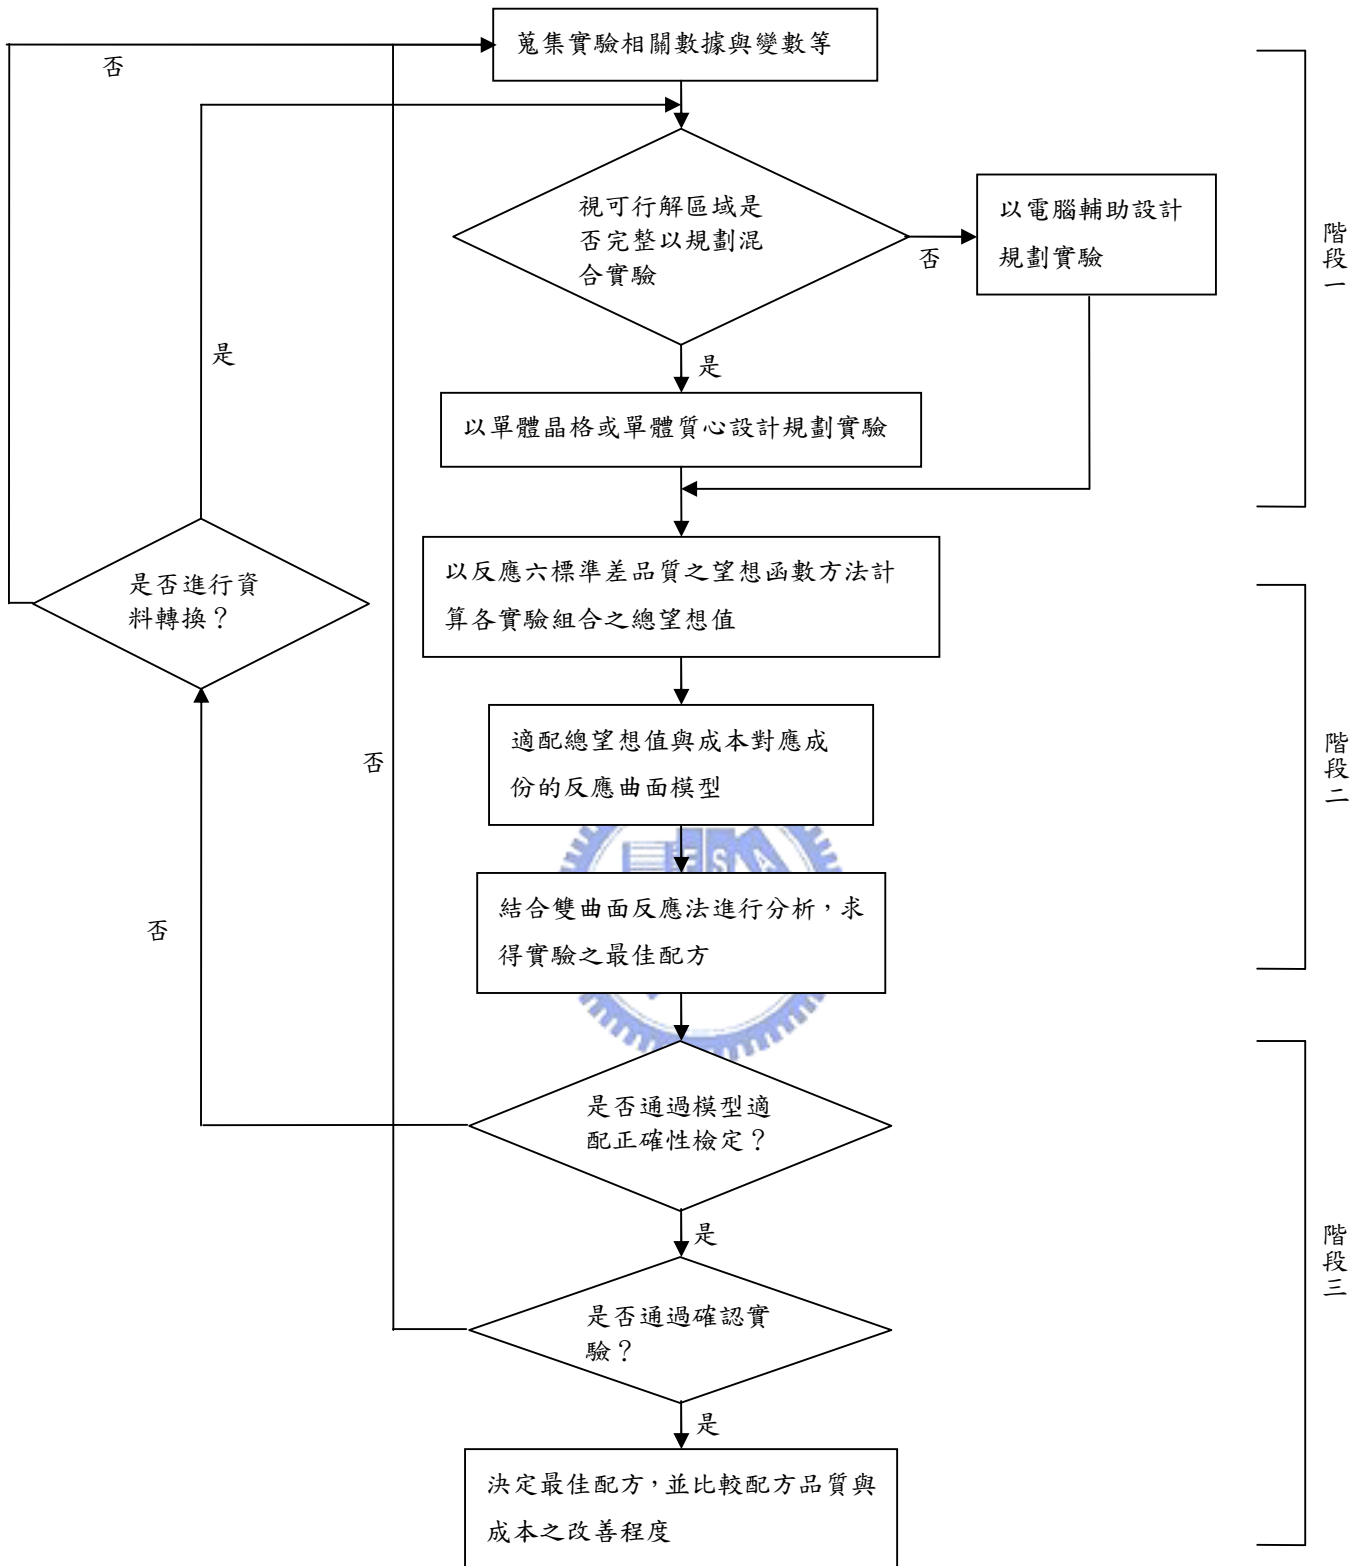 蒐集實驗相關數據與變數等
否
視可行解區域是
否完整以規劃混
合實驗
否
以電腦輔助設計
規劃實驗
階段一
是
是
以單體晶格或單體質心設計規劃實驗
是否進行資
料轉換？
以反應六標準差品質之望想函數方法計
算各實驗組合之總望想值
適配總望想值與成本對應成
份的反應曲面模型
階段二
否
E S A
結合雙曲面反應法進行分析，求
得實驗之最佳配方
否
是否通過模型適
配正確性檢定？
是
階段三
是否通過確認實
驗？
是
決定最佳配方，並比較配方品質與
成本之改善程度